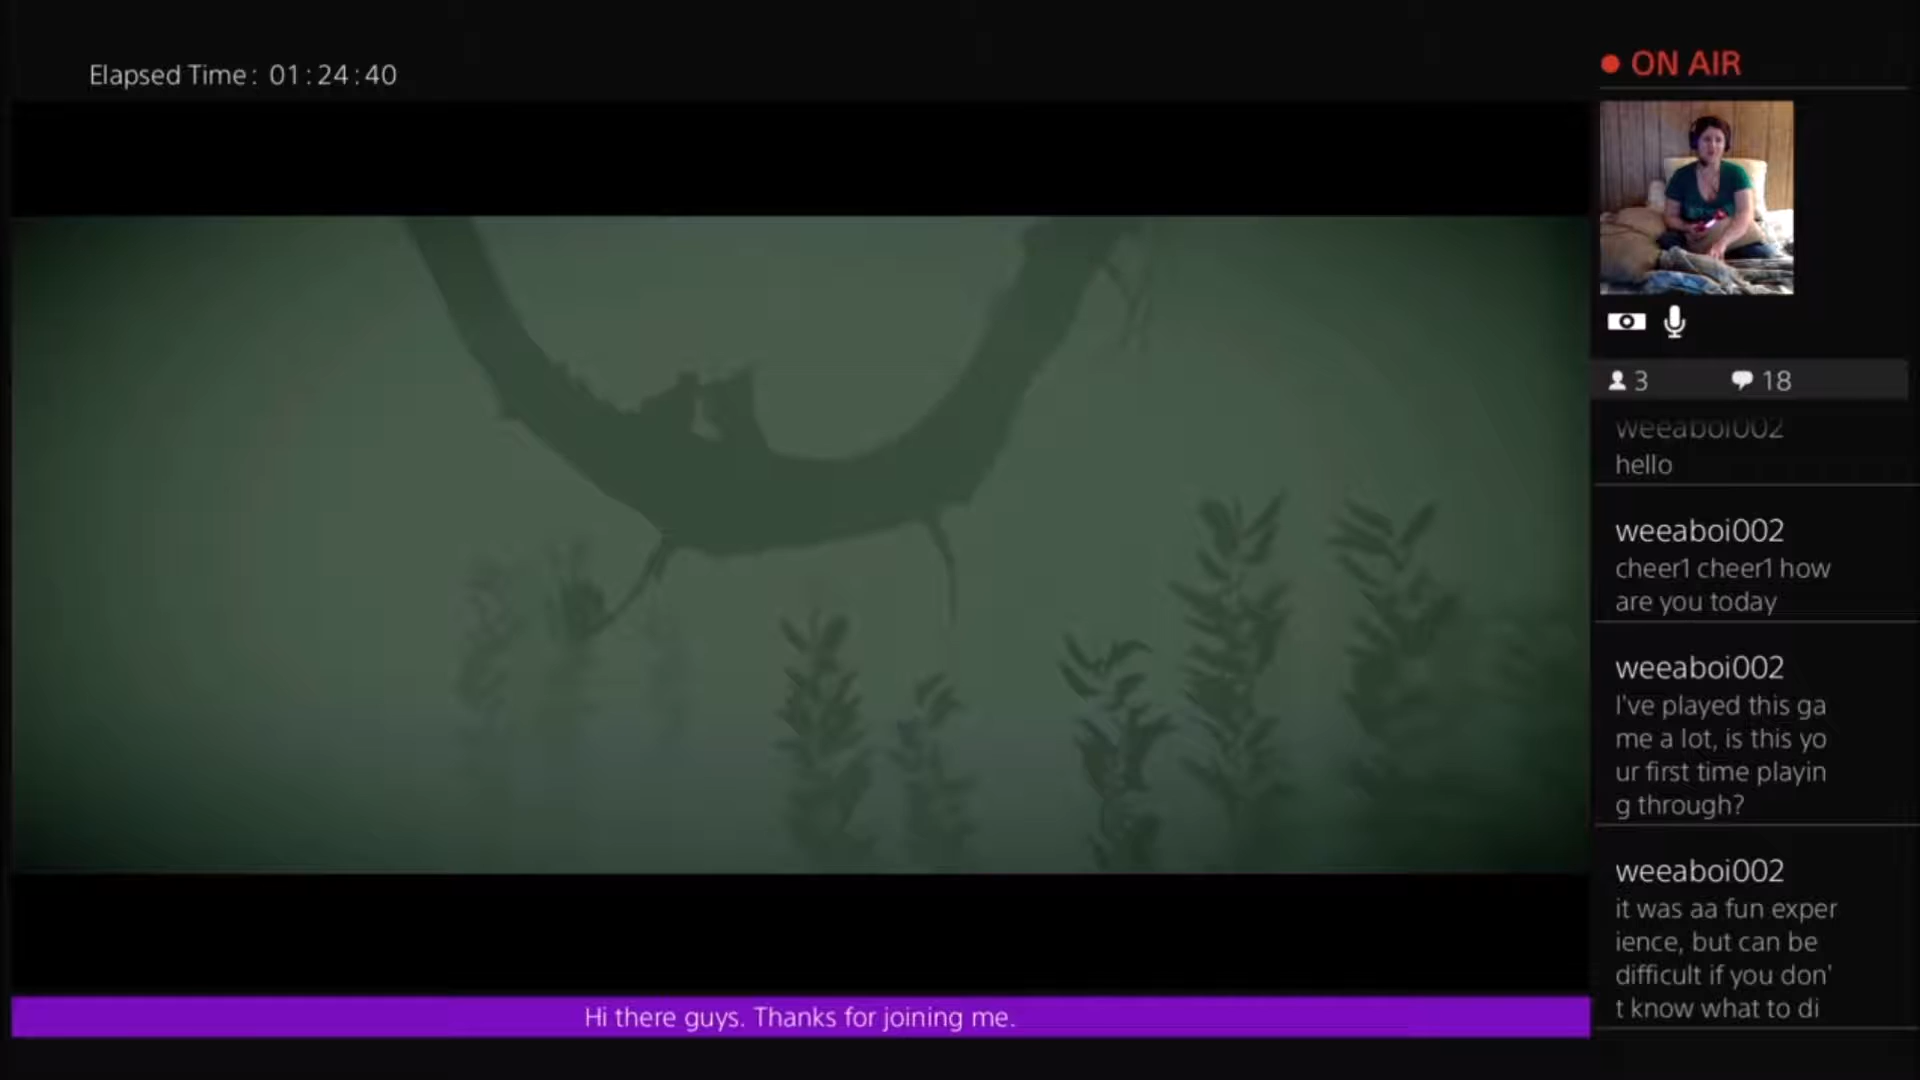 Elapsed Time: 01:24:40
ON AIR
3
18
weeaboi002
hello
weeaboi002
cheer1 cheer1 how
are you today
weeaboi002
I've played this ga
me a lot, is this yo
ur first time playin
g through?
weeaboi002
it was aa fun exper
ience, but can be
difficult if you don'
t know what to di
Hi there guys. Thanks for joining me.